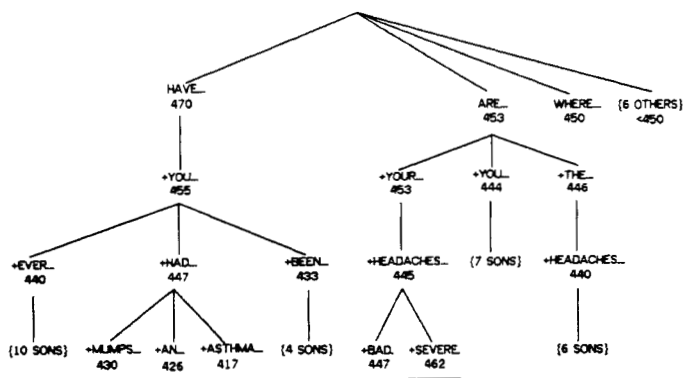 HAVE... ARE... WHERE... {6 OTHERS}
470 453 450 <450
+YOU... +YOUR... +YOU... +THE...
455 453 444 446
+EVER... +HAD... +BEEN... +HEADACHES... {7 SONS} +HEADACHES...
440 447 433 445 440
{10 SONS} +MUMPS... +AN... +ASTHMA... {4 SONS} +BAD. +SEVERE. {6 SONS}
430 426 417 447 462